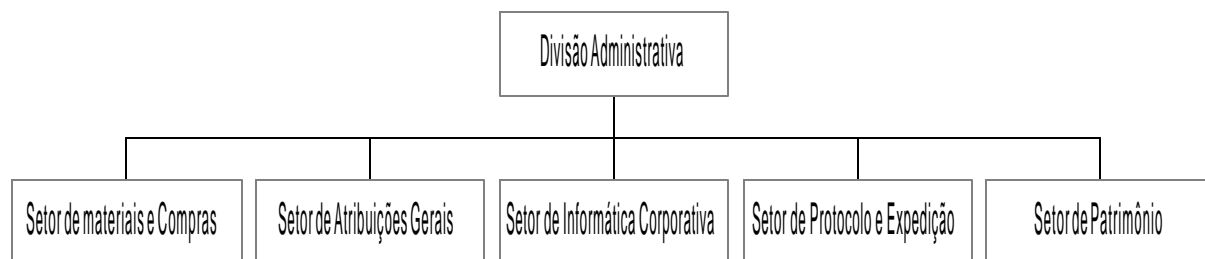 Divisão Administrativa
Setor de materiais e Compras
Setor de Atribuições Gerais
Setor de Informática Corporativa
Setor de Protocolo e Expedição
Setor de Patrimônio